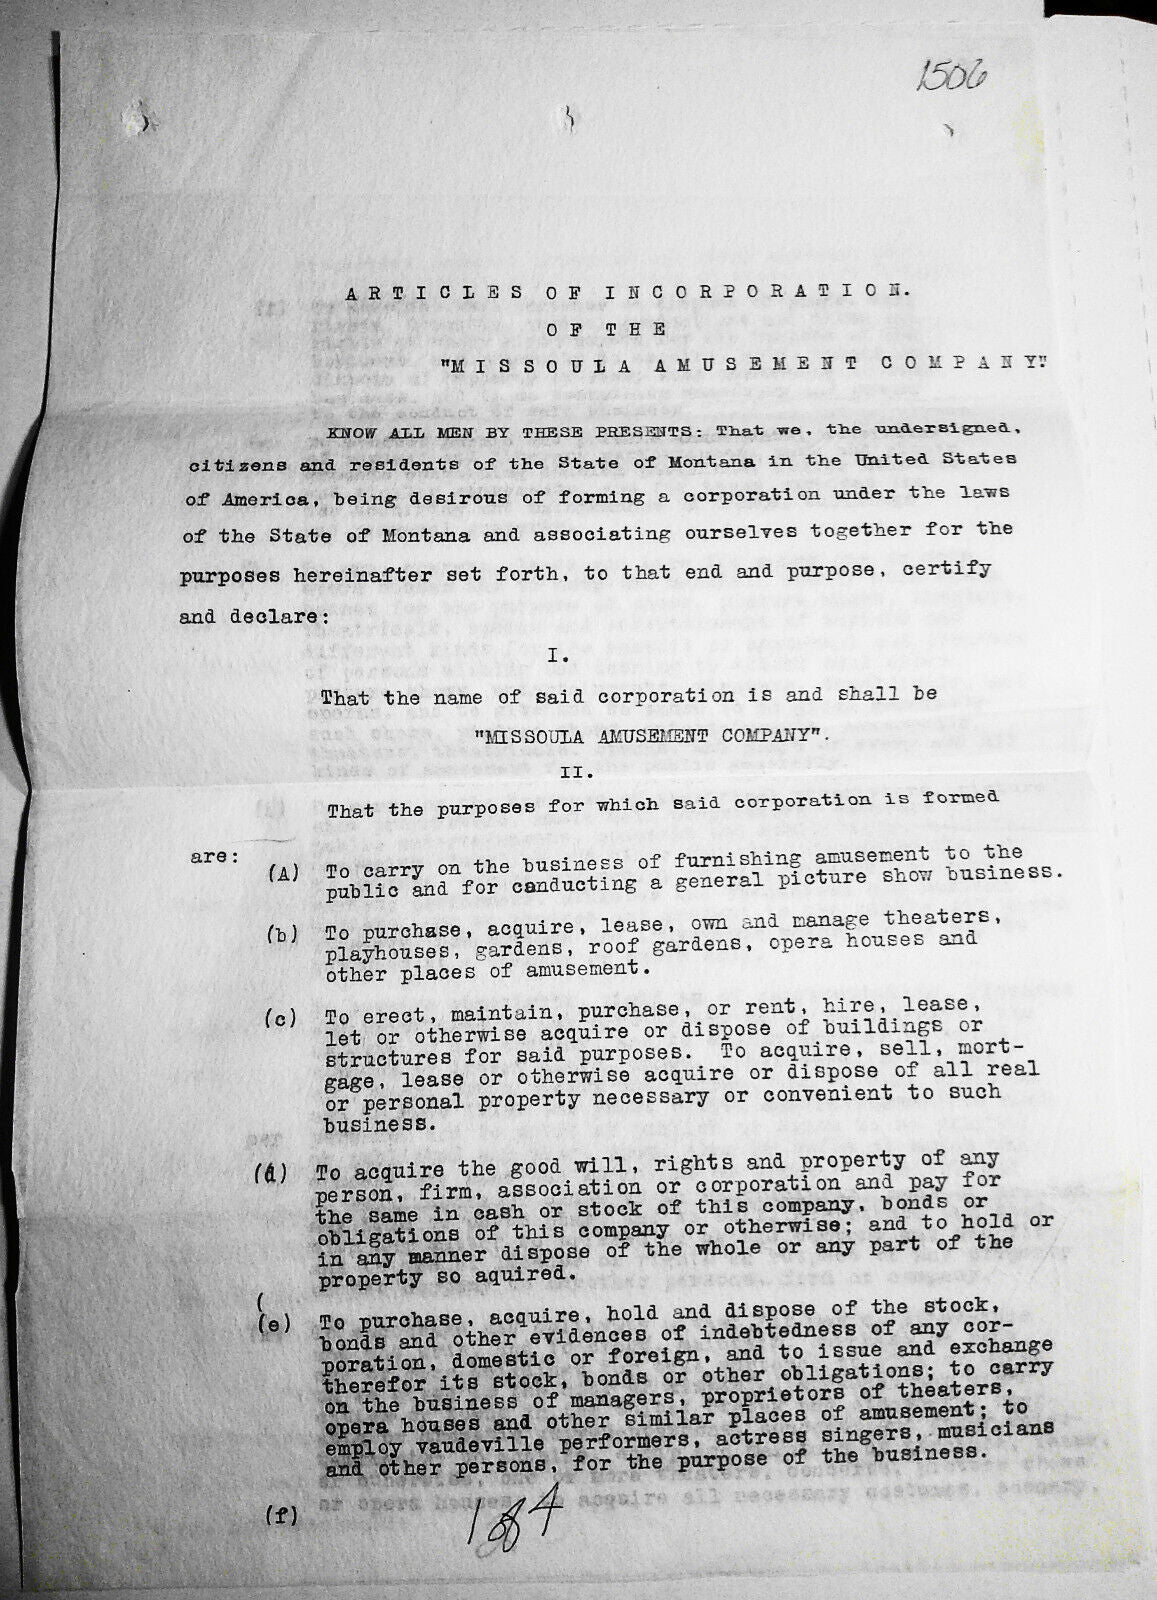 1506
ARTICLES OF INCORPORATION.
OF THE
"MISSOULA AMUSEMENT COMPANY".
KNOW ALL MEN BY THESE PRESENTS: That we, the undersigned,
citizens and residents of the State of Montana in the United States
of America, being desirous of forming a corporation under the laws
of the State of Montana and associating ourselves together for the
purposes hereinafter set forth, to that end and purpose, certify
and declare:
I.
That the name of said corporation is and shall be
"MISSOULA AMUSEMENT COMPANY".
II.
That the purposes for which said corporation is formed
are:
(A) To carry on the business of furnishing amusement to the
public and for conducting a general picture show business.
(b) To purchase, acquire, lease, own and manage theaters,
playhouses, gardens, roof gardens, opera houses and
other places of amusement.
(c) To erect, maintain, purchase, or rent, hire, lease,
let or otherwise acquire or dispose of buildings or
structures for said purposes. To acquire, sell, mort-
gage, lease or otherwise acquire or dispose of all real
or personal property necessary or convenient to such
business.
(d) To acquire the good will, rights and property of any
person, firm, association or corporation and pay for
the same in cash or stock of this company, bonds or
obligations of this company or otherwise; and to hold or
in any manner dispose of the whole or any part of the
property so aquired.
(e) To purchase, acquire, hold and dispose of the stock,
bonds and other evidences of indebtedness of any cor-
poration, domestic or foreign, and to issue and exchange
therefor its stock, bonds or other obligations; to carry
on the business of managers, proprietors of theaters,
opera houses and other similar places of amusement; to
employ vaudeville performers, actress singers, musicians
and other persons, for the purpose of the business.
(f)